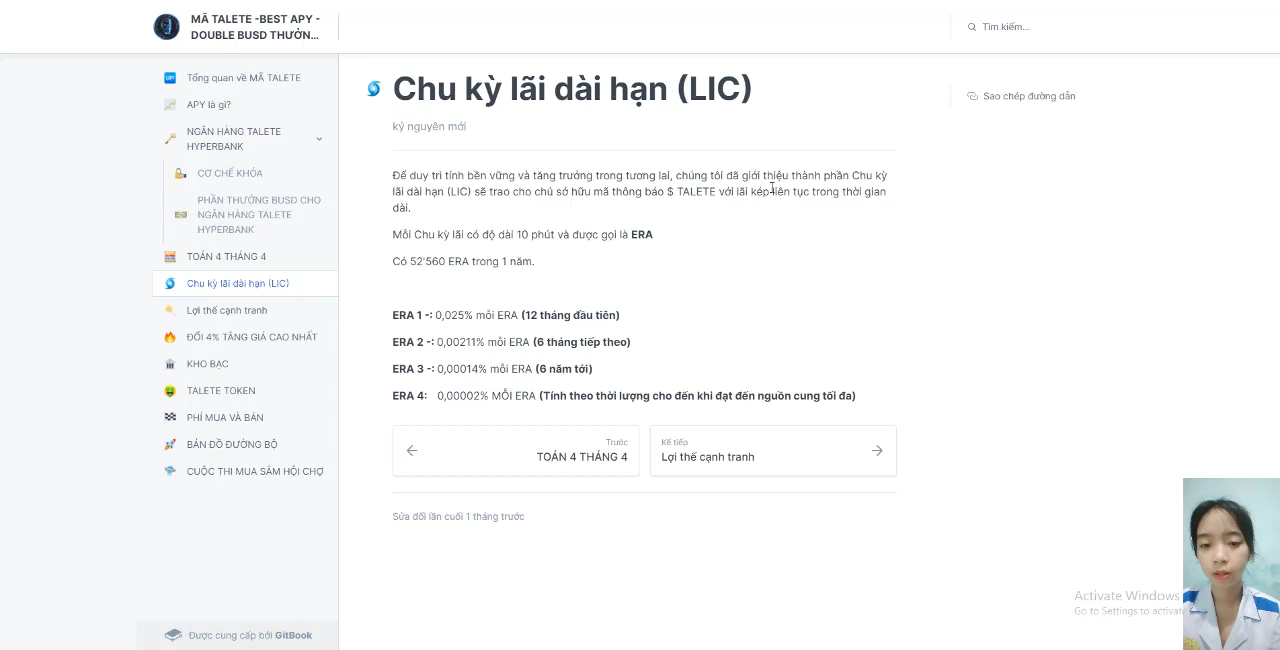 MÃ TALETE -BEST APY -
DOUBLE BUSD THƯỞN...
Tìm kiếm...
Tổng quan về MÃ TALETE
APY là gì?
NGÂN HÀNG TALETE
HYPERBANK
CƠ CHẾ KHÓA
PHẦN THƯỞNG BUSD CHO
NGÂN HÀNG TALETE
HYPERBANK
TOÁN 4 THÁNG 4
Chu kỳ lãi dài hạn (LIC)
Lợi thế cạnh tranh
ĐỐI 4% TĂNG GIÁ CAO NHẤT
KHO BẠC
TALETE TOKEN
PHÍ MUA VÀ BÁN
BẢN ĐỒ ĐƯỜNG BỘ
CUỘC THI MUA SẮM HỘI CHỢ
Được cung cấp bởi GitBook
Chu kỳ lãi dài hạn (LIC)
kỷ nguyên mới
Sao chép đường dẫn
Để duy trì tính bền vững và tăng trưởng trong tương lai, chúng tôi đã giới thiệu thành phần Chu kỳ
lãi dài hạn (LIC) sẽ trao cho chủ sở hữu mã thông báo $ TALETE với lãi kép liên tục trong thời gian
dài.
Mỗi Chu kỳ lãi có độ dài 10 phút và được gọi là ERA
Có 52'560 ERA trong 1 năm.
ERA 1 -: 0,025% mỗi ERA (12 tháng đầu tiên)
ERA 2 -: 0,00211% mỗi ERA (6 tháng tiếp theo)
ERA 3 -: 0,00014% mỗi ERA (6 năm tới)
ERA 4: 0,00002% MỖI ERA (Tính theo thời lượng cho đến khi đạt đến nguồn cung tối đa)
Trước
TOÁN 4 THÁNG 4
Kế tiếp
Lợi thế cạnh tranh
Sửa đổi lần cuối 1 tháng trước
Activate Windows
Go to Settings to activate